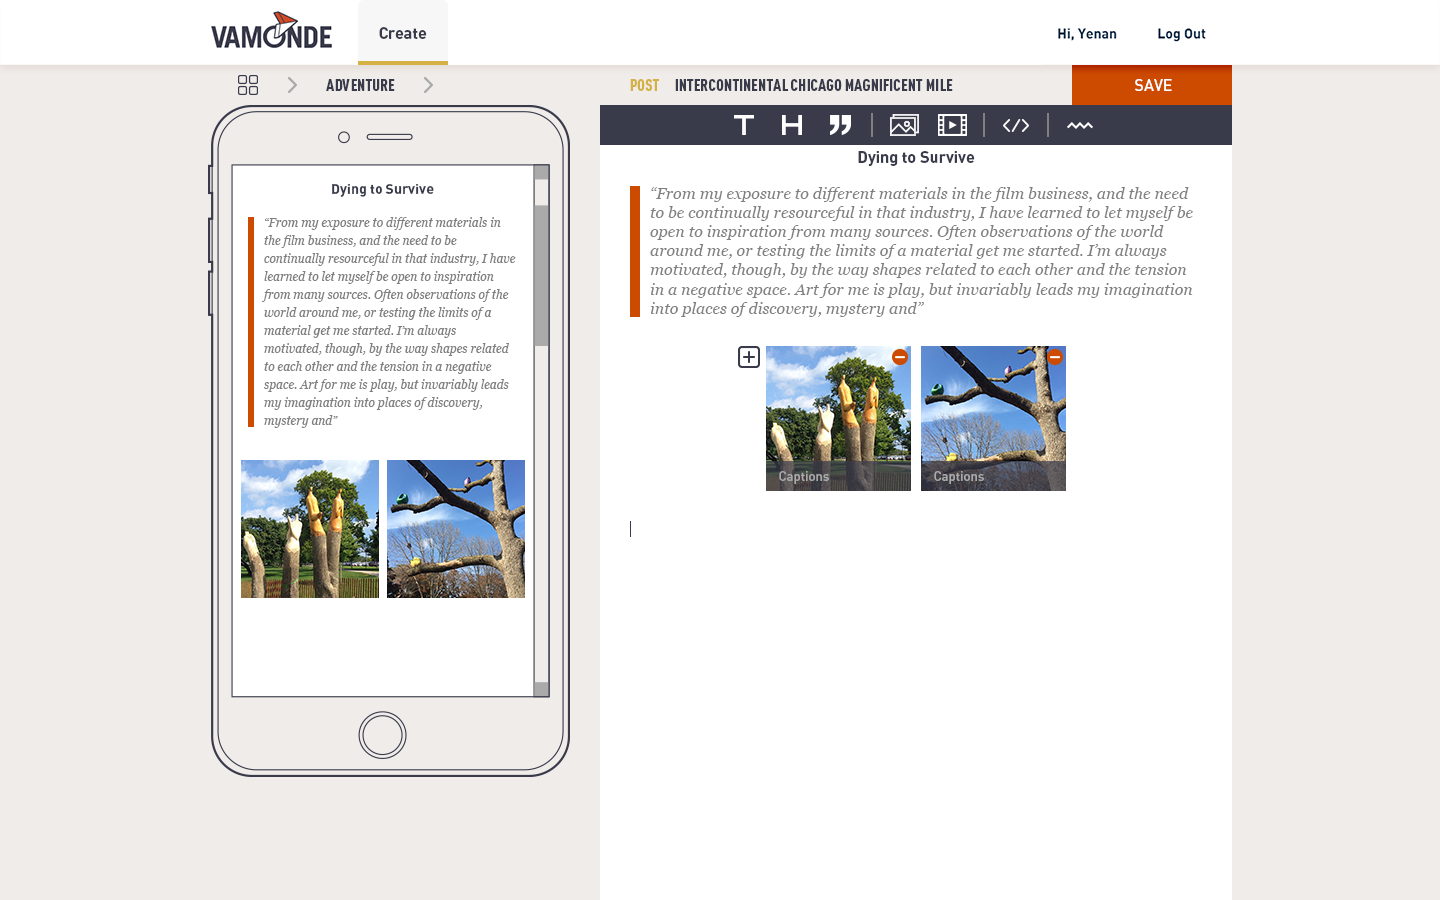 VAMONDE
Create
Hi, Yenan
Log Out
ADVENTURE
POST INTERCONTINENTAL CHICAGO MAGNIFICENT MILE
SAVE
Dying to Survive
“From my exposure to different materials in
the film business, and the need to be
continually resourceful in that industry, I have
learned to let myself be open to inspiration
from many sources. Often observations of the
world around me, or testing the limits of a
material get me started. I’m always
motivated, though, by the way shapes related
to each other and the tension in a negative
space. Art for me is play, but invariably leads
my imagination into places of discovery,
mystery and”
T H ” </>
Dying to Survive
“From my exposure to different materials in the film business, and the need
to be continually resourceful in that industry, I have learned to let myself be
open to inspiration from many sources. Often observations of the world
around me, or testing the limits of a material get me started. I’m always
motivated, though, by the way shapes related to each other and the tension
in a negative space. Art for me is play, but invariably leads my imagination
into places of discovery, mystery and”
Captions
Captions